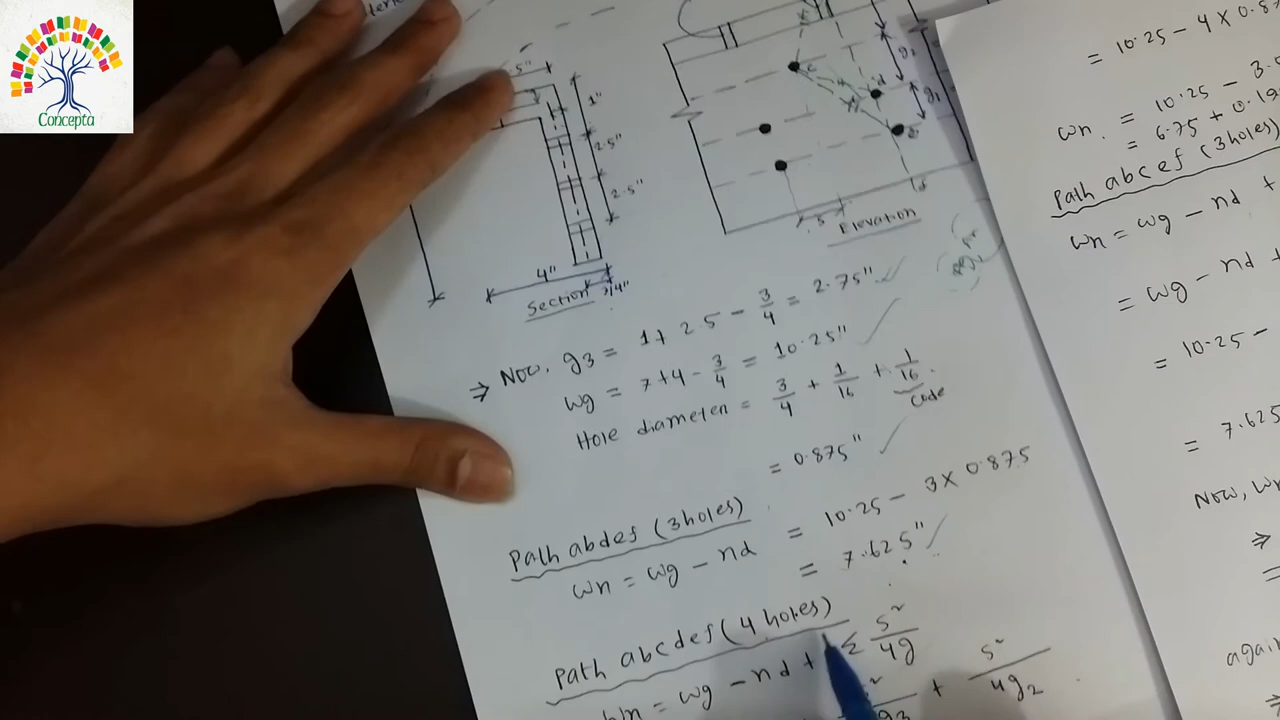 Concepta
5"
1"
2.5"
2.5"
4"
3/4"
Section
c
d
g2
g1
.5
Elevation
⇒ Now, g3 = 1 + 2.5 − 3/4 = 2.75"
wg = 7+4 − 3/4 = 10.25"
Hole diameter = 3/4 + 1/16 + 1/16
code
= 0.875"
Path abdef (3 holes)
wn = wg − nd = 10.25 − 3 × 0.875
= 7.625"
Path abcdef (4 holes)
wn = wg − nd + Σ s²/4g
+ s²/4g2
= 10.25 − 4 × 0.8
wn. = 10.25 − 3.
= 6.75 + 0.19
Path abcef (3 holes)
wn = wg − nd +
= wg − nd +
= 10.25 −
= 7.625
Now, wn
⇒
again